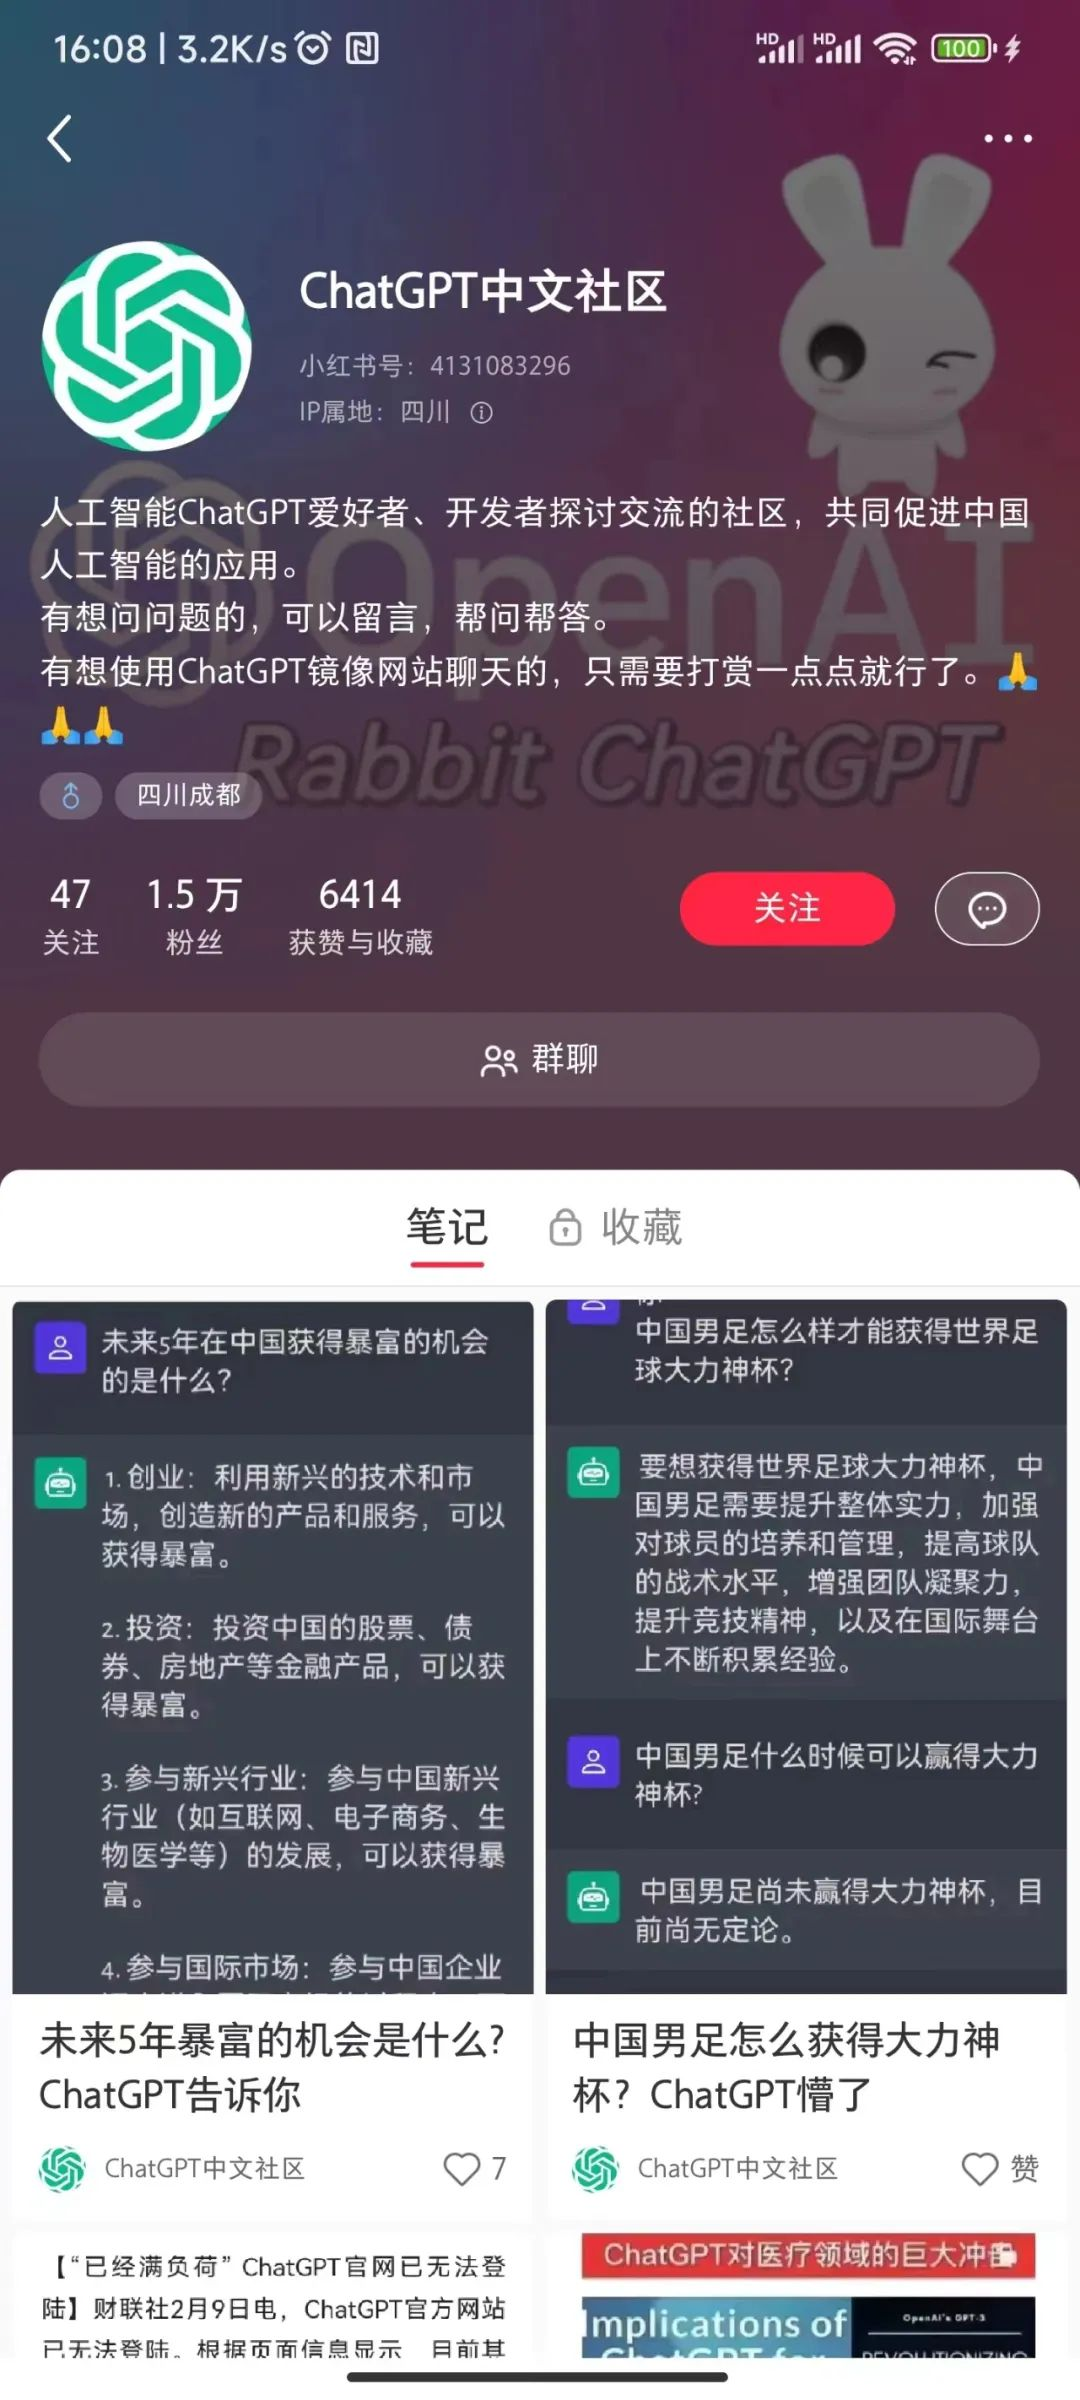 16:08 | 3.2K/s
HD HD 100
ChatGPT中文社区
小红书号：4131083296
IP属地：四川
人工智能ChatGPT爱好者、开发者探讨交流的社区，共同促进中国
人工智能的应用。
有想问问题的，可以留言，帮问帮答。
有想使用ChatGPT镜像网站聊天的，只需要打赏一点点就行了。🙏
🙏🙏
OpenAI
Rabbit ChatGPT
四川成都
47 1.5 万 6414
关注 粉丝 获赞与收藏
关注
群聊
笔记 收藏
未来5年在中国获得暴富的机会
的是什么？
1. 创业：利用新兴的技术和市
场，创造新的产品和服务，可以
获得暴富。
2. 投资：投资中国的股票、债
券、房地产等金融产品，可以获
得暴富。
3. 参与新兴行业：参与中国新兴
行业（如互联网、电子商务、生
物医学等）的发展，可以获得暴
富。
4. 参与国际市场：参与中国企业
未来5年暴富的机会是什么？
ChatGPT告诉你
ChatGPT中文社区 7
中国男足怎么样才能获得世界足
球大力神杯？
要想获得世界足球大力神杯，中
国男足需要提升整体实力，加强
对球员的培养和管理，提高球队
的战术水平，增强团队凝聚力，
提升竞技精神，以及在国际舞台
上不断积累经验。
中国男足什么时候可以赢得大力
神杯?
中国男足尚未赢得大力神杯，目
前尚无定论。
中国男足怎么获得大力神
杯？ChatGPT懵了
ChatGPT中文社区 赞
【“已经满负荷”ChatGPT官网已无法登
陆】财联社2月9日电，ChatGPT官方网站
已无法登陆。根据页面信息显示，目前其
ChatGPT对医疗领域的巨大冲击
Implications of
ChatGPT for
OpenAI's GPT-3
REVOLUTIONIZING